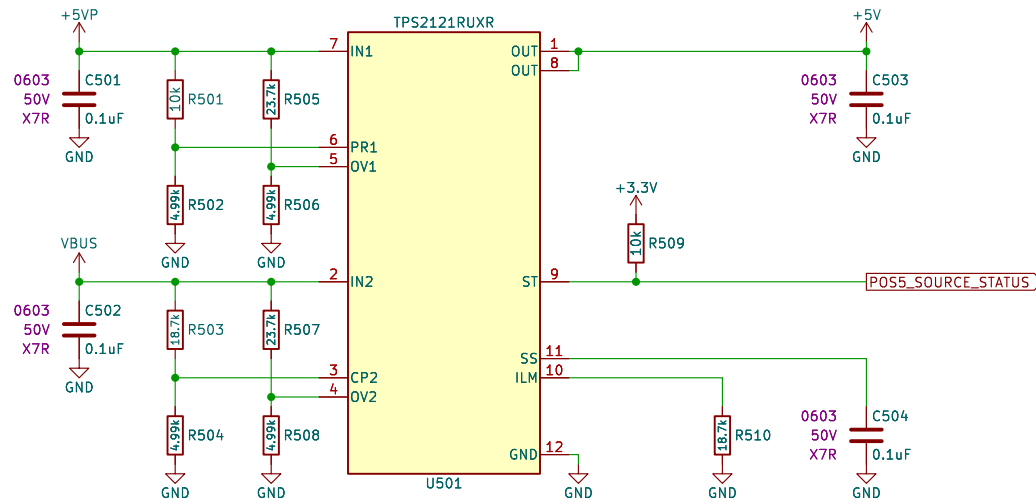 TPS2121RUXR
+5VP
+5V
7 IN1
OUT 1
OUT 8
0603
50V
X7R
C501
0.1uF
GND
10k
R501
23.7k
R505
0603
50V
X7R
C503
0.1uF
GND
6 PR1
5 OV1
4.99k
R502
GND
4.99k
R506
GND
+3.3V
10k
R509
VBUS
2 IN2
ST 9
POS5_SOURCE_STATUS
0603
50V
X7R
C502
0.1uF
GND
18.7k
R503
23.7k
R507
SS 11
ILM 10
3 CP2
4 OV2
4.99k
R504
GND
4.99k
R508
GND
GND 12
GND
18.7k
R510
GND
0603
50V
X7R
C504
0.1uF
GND
U501